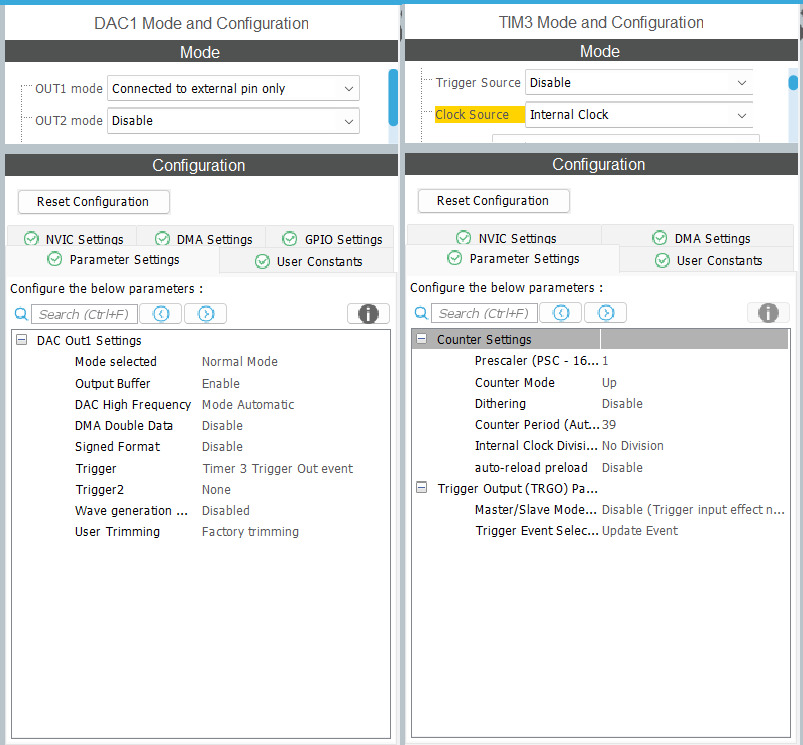 DAC1 Mode and Configuration
Mode
OUT1 mode Connected to external pin only
OUT2 mode Disable
Configuration
Reset Configuration
NVIC Settings DMA Settings GPIO Settings
Parameter Settings User Constants
Configure the below parameters :
Search (Ctrl+F)
DAC Out1 Settings
Mode selected Normal Mode
Output Buffer Enable
DAC High Frequency Mode Automatic
DMA Double Data Disable
Signed Format Disable
Trigger Timer 3 Trigger Out event
Trigger2 None
Wave generation ... Disabled
User Trimming Factory trimming
TIM3 Mode and Configuration
Mode
Trigger Source Disable
Clock Source Internal Clock
Configuration
Reset Configuration
NVIC Settings DMA Settings
Parameter Settings User Constants
Configure the below parameters :
Search (Ctrl+F)
Counter Settings
Prescaler (PSC - 16... 1
Counter Mode Up
Dithering Disable
Counter Period (Aut... 39
Internal Clock Divisi... No Division
auto-reload preload Disable
Trigger Output (TRGO) Pa...
Master/Slave Mode... Disable (Trigger input effect n...
Trigger Event Selec... Update Event